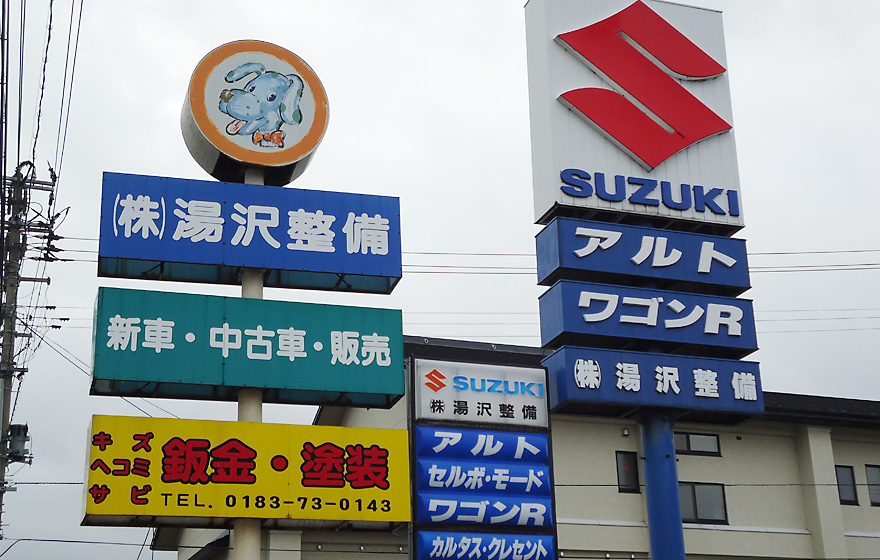 (株)湯沢整備
新車・中古車・販売
キズ
ヘコミ
サビ
鈑金・塗装
TEL. 0183-73-0143
SUZUKI
(株)湯沢整備
アルト
セルボ・モード
ワゴンR
カルタス・クレセント
SUZUKI
アルト
ワゴンR
(株)湯沢整備